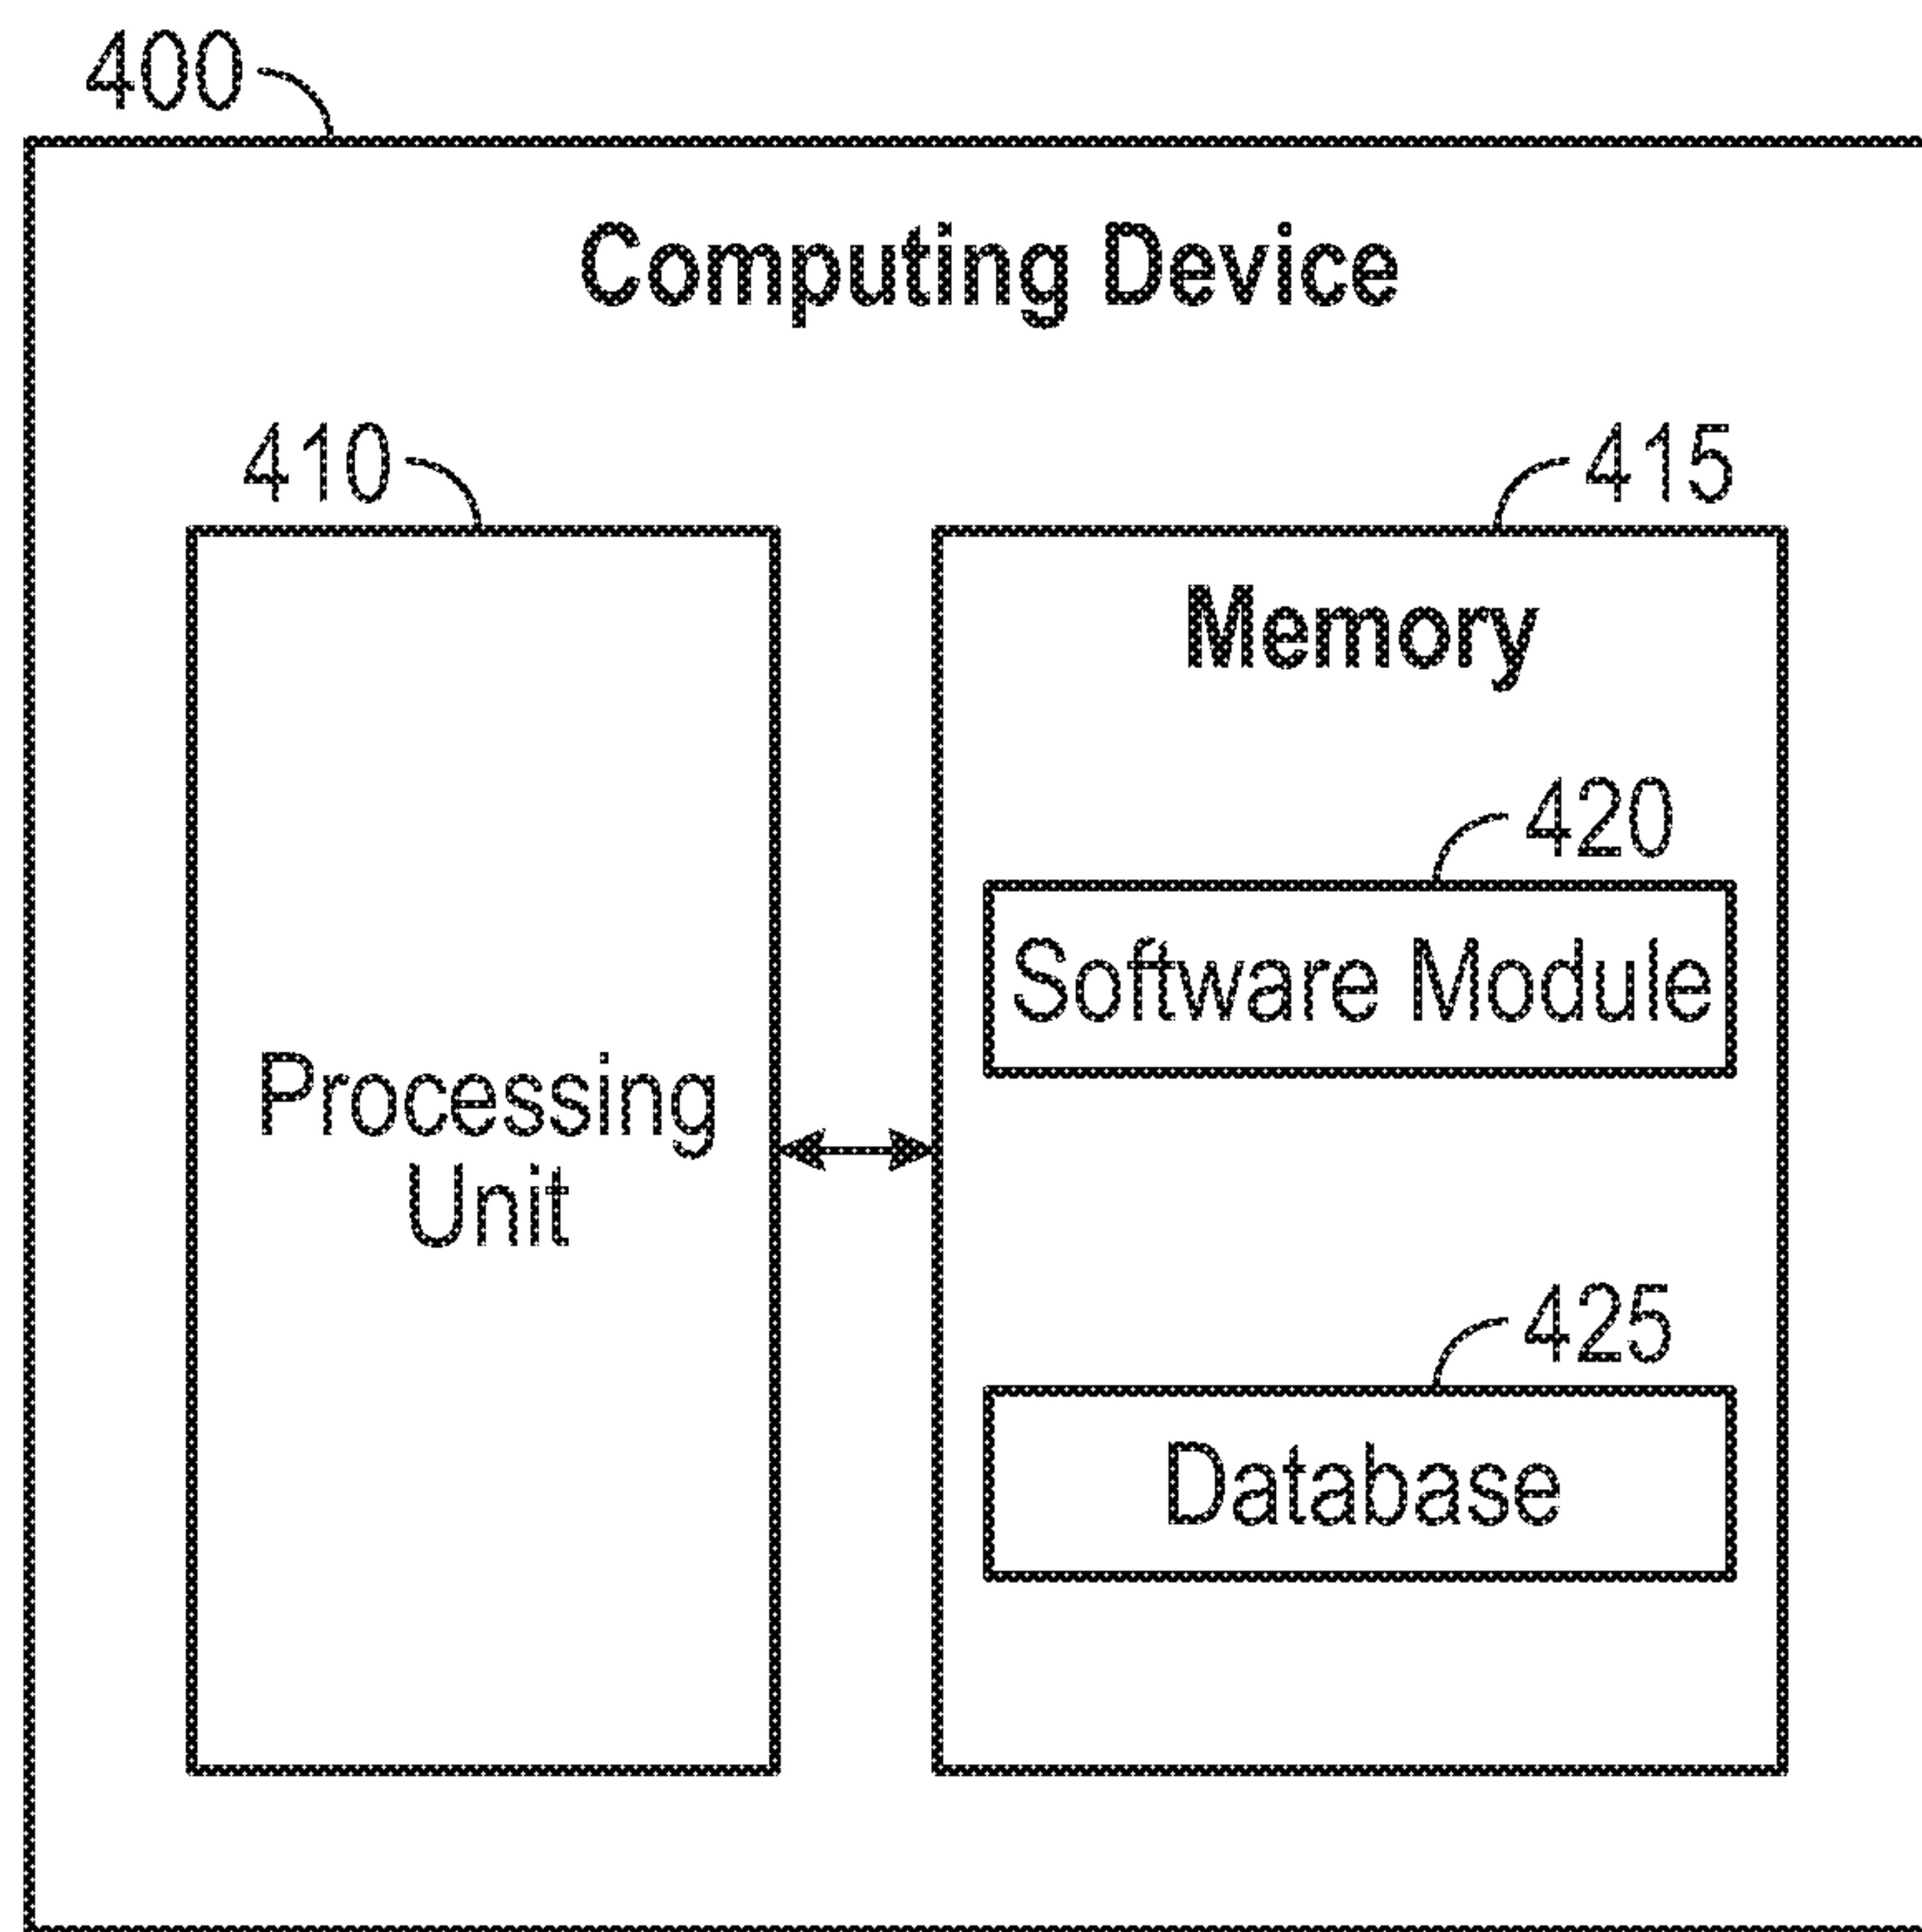 400
Computing Device
410
415
Memory
420
Software Module
Processing
Unit
425
Database